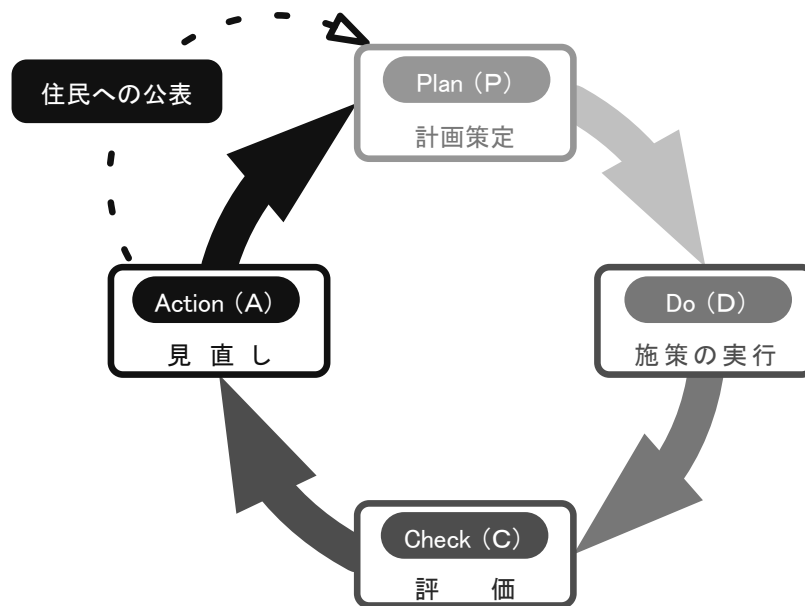 住民への公表
Plan（P）
計画策定
Do（D）
施策の実行
Check（C）
評　価
Action（A）
見 直 し